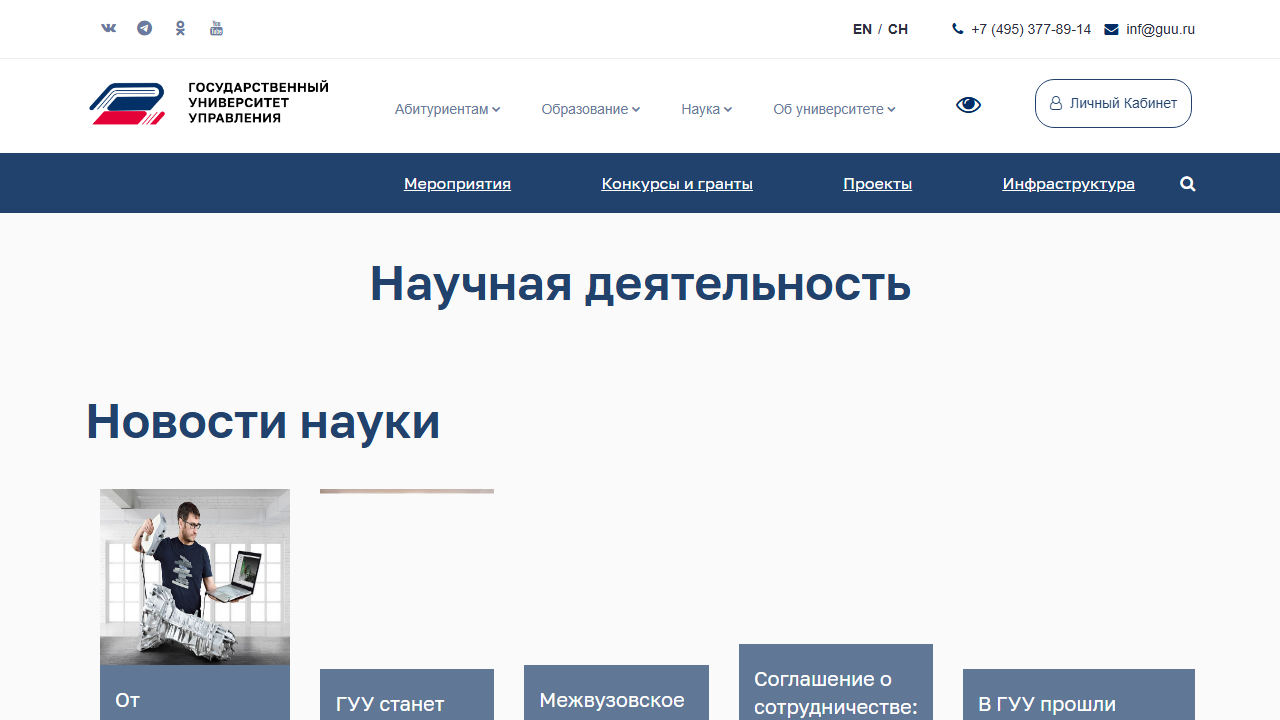 EN / CH
+7 (495) 377-89-14
inf@guu.ru
ГОСУДАРСТВЕННЫЙ
УНИВЕРСИТЕТ
УПРАВЛЕНИЯ
Абитуриентам
Образование
Наука
Об университете
Личный Кабинет
Мероприятия
Конкурсы и гранты
Проекты
Инфраструктура
Научная деятельность
Новости науки
От
ГУУ станет
Межвузовское
Соглашение о
сотрудничестве:
В ГУУ прошли